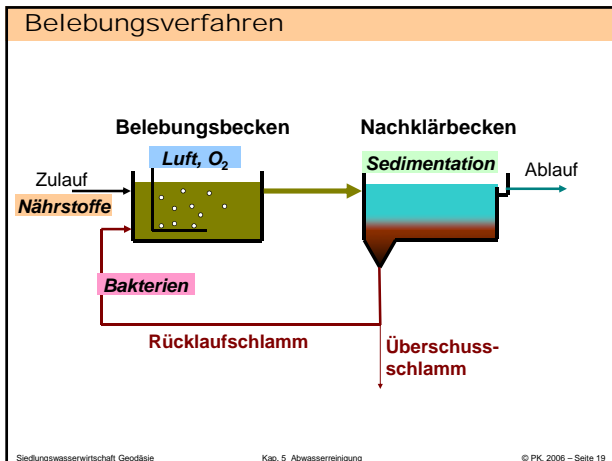 Belebungsverfahren
Belebungsbecken
Nachklärbecken
Luft, O2
Sedimentation
Zulauf
Ablauf
Nährstoffe
Bakterien
Rücklaufschlamm
Überschuss-
schlamm
Siedlungswasserwirtschaft Geodäsie
Kap. 5 Abwasserreinigung
© PK, 2006 – Seite 19